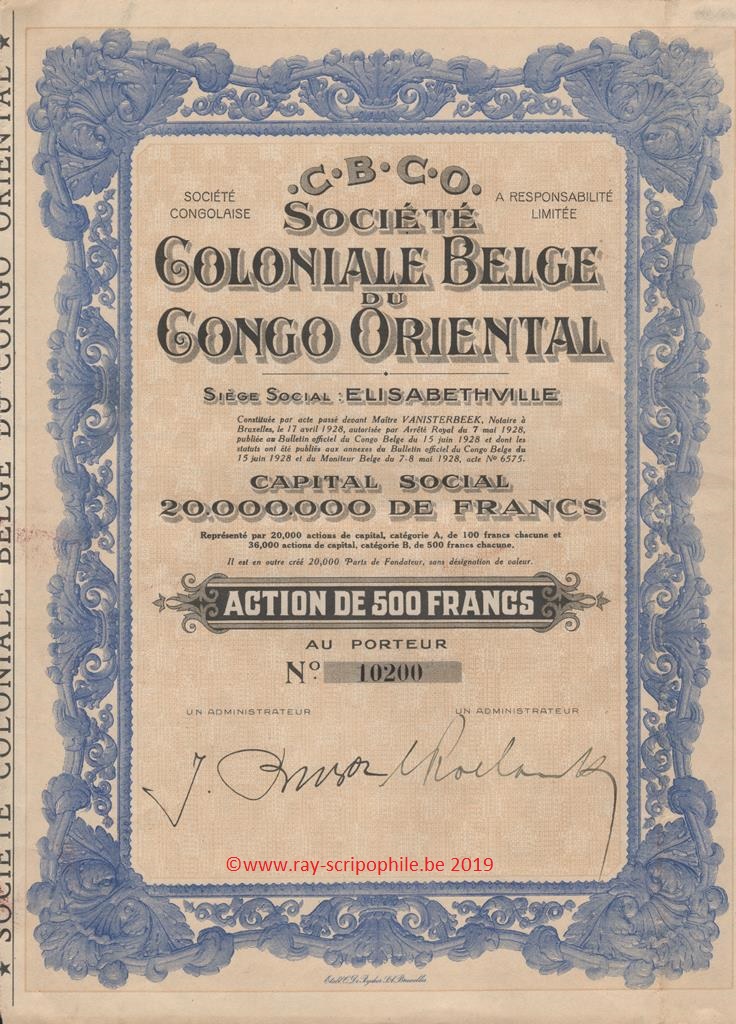 SOCIÉTÉ COLONIALE BELGE DU CONGO ORIENTAL
·C·B·C·O·
SOCIÉTÉ CONGOLAISE
A RESPONSABILITÉ LIMITÉE
SOCIÉTÉ
COLONIALE BELGE
DU
CONGO ORIENTAL
SIÈGE SOCIAL : ELISABETHVILLE
Constituée par acte passé devant Maître VANISTERBEEK, Notaire à
Bruxelles, le 17 avril 1928, autorisée par Arrêté Royal du 7 mai 1928,
publiée au Bulletin officiel du Congo Belge du 15 juin 1928 et dont les
statuts ont été publiés aux annexes du Bulletin officiel du Congo Belge du
15 juin 1928 et du Moniteur Belge du 7-8 mai 1928, acte No 6575.
CAPITAL SOCIAL
20.000.000 DE FRANCS
Représenté par 20,000 actions de capital, catégorie A, de 100 francs chacune et
36,000 actions de capital, catégorie B, de 500 francs chacune.
Il est en outre créé 20,000 Parts de Fondateur, sans désignation de valeur.
ACTION DE 500 FRANCS
AU PORTEUR
No. 10200
UN ADMINISTRATEUR
UN ADMINISTRATEUR
©www.ray-scripophile.be 2019